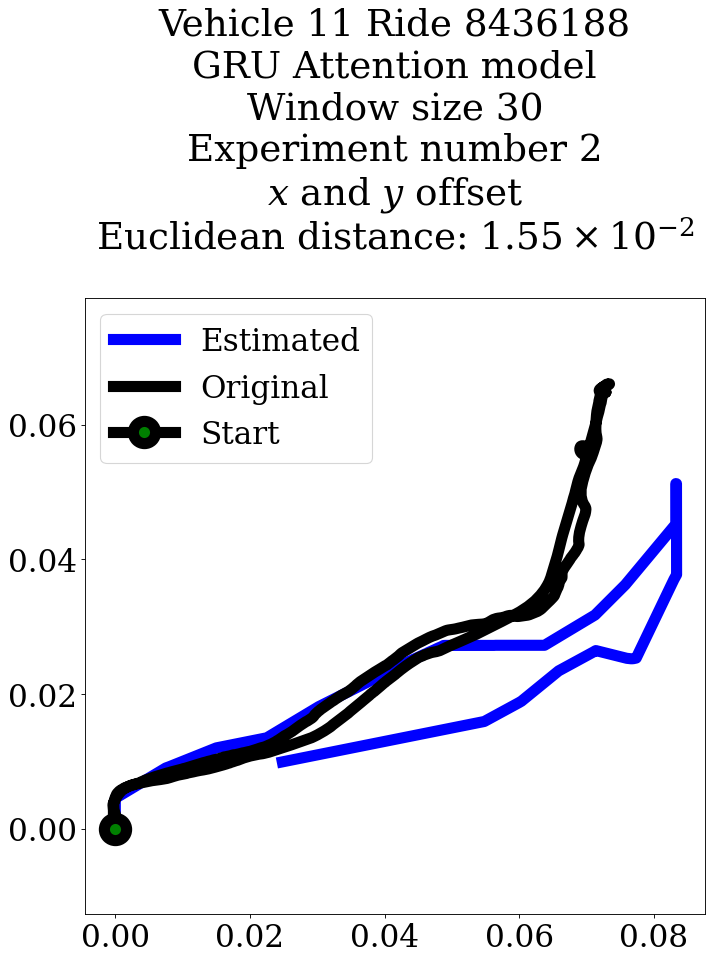 Vehicle 11 Ride 8436188
GRU Attention model
Window size 30
Experiment number 2
x and y offset
Euclidean distance: 1.55 × 10⁻²
Estimated
Original
Start
0.06
0.04
0.02
0.00
0.00 0.02 0.04 0.06 0.08